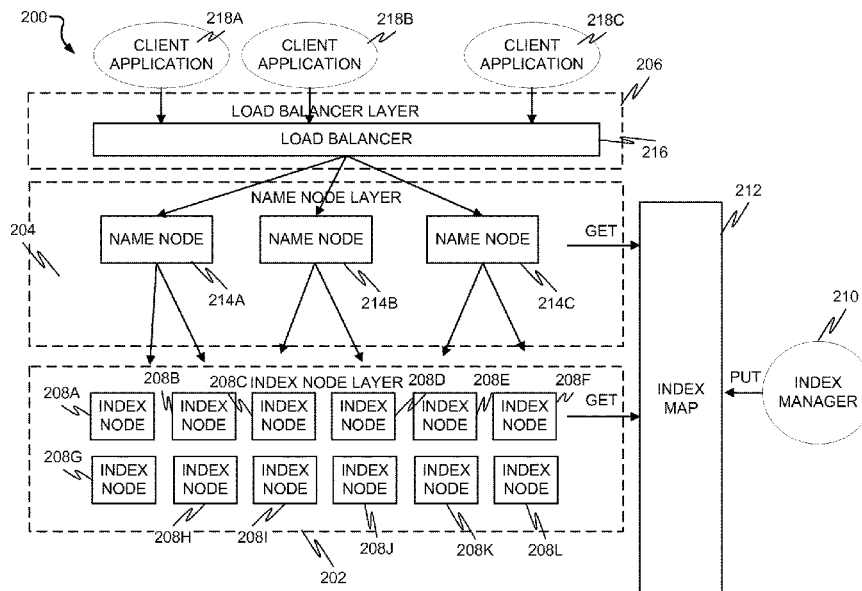 200
218A
218B
218C
CLIENT
APPLICATION
CLIENT
APPLICATION
CLIENT
APPLICATION
206
LOAD BALANCER LAYER
LOAD BALANCER
216
NAME NODE LAYER
212
204
NAME NODE
NAME NODE
NAME NODE
GET
214A
214B
214C
210
INDEX
MAP
PUT
INDEX
MANAGER
INDEX NODE LAYER
208A
208B
208C
208D
208E
208F
INDEX
NODE
INDEX
NODE
INDEX
NODE
INDEX
NODE
INDEX
NODE
INDEX
NODE
GET
208G
INDEX
NODE
INDEX
NODE
INDEX
NODE
INDEX
NODE
INDEX
NODE
INDEX
NODE
208H
208I
208J
208K
208L
202